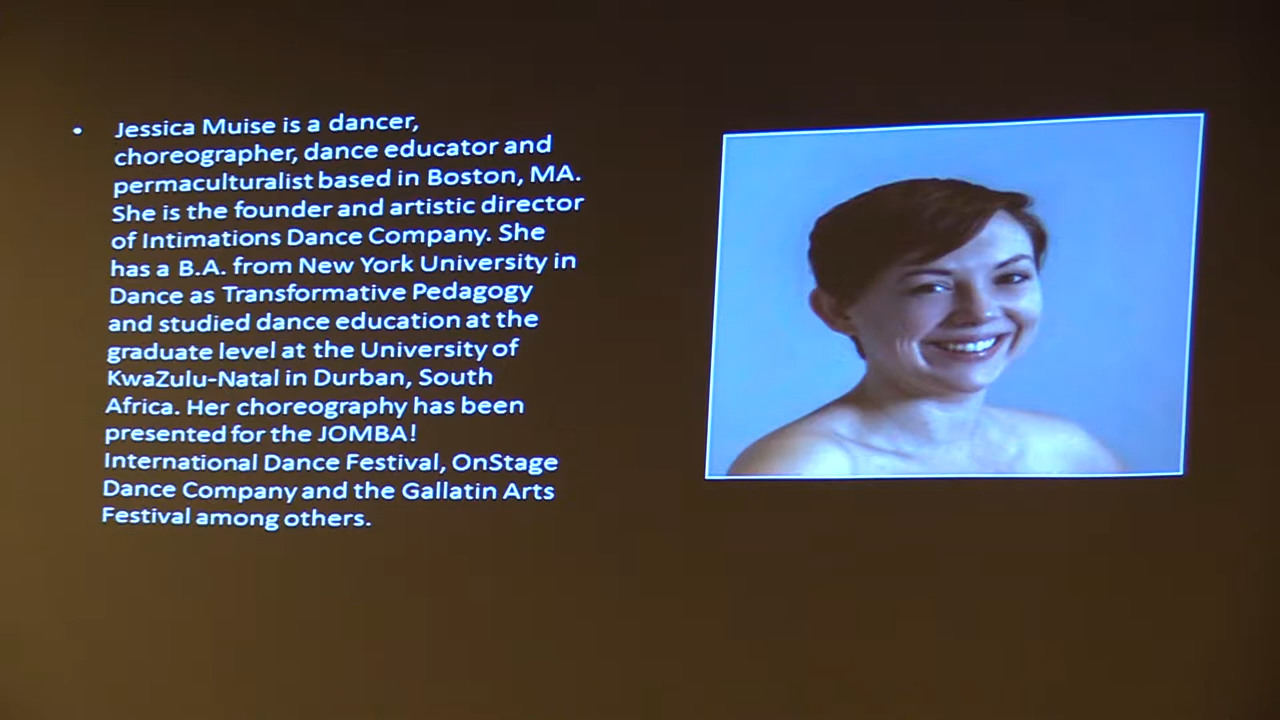 • Jessica Muise is a dancer,
choreographer, dance educator and
permaculturalist based in Boston, MA.
She is the founder and artistic director
of Intimations Dance Company. She
has a B.A. from New York University in
Dance as Transformative Pedagogy
and studied dance education at the
graduate level at the University of
KwaZulu-Natal in Durban, South
Africa. Her choreography has been
presented for the JOMBA!
International Dance Festival, OnStage
Dance Company and the Gallatin Arts
Festival among others.